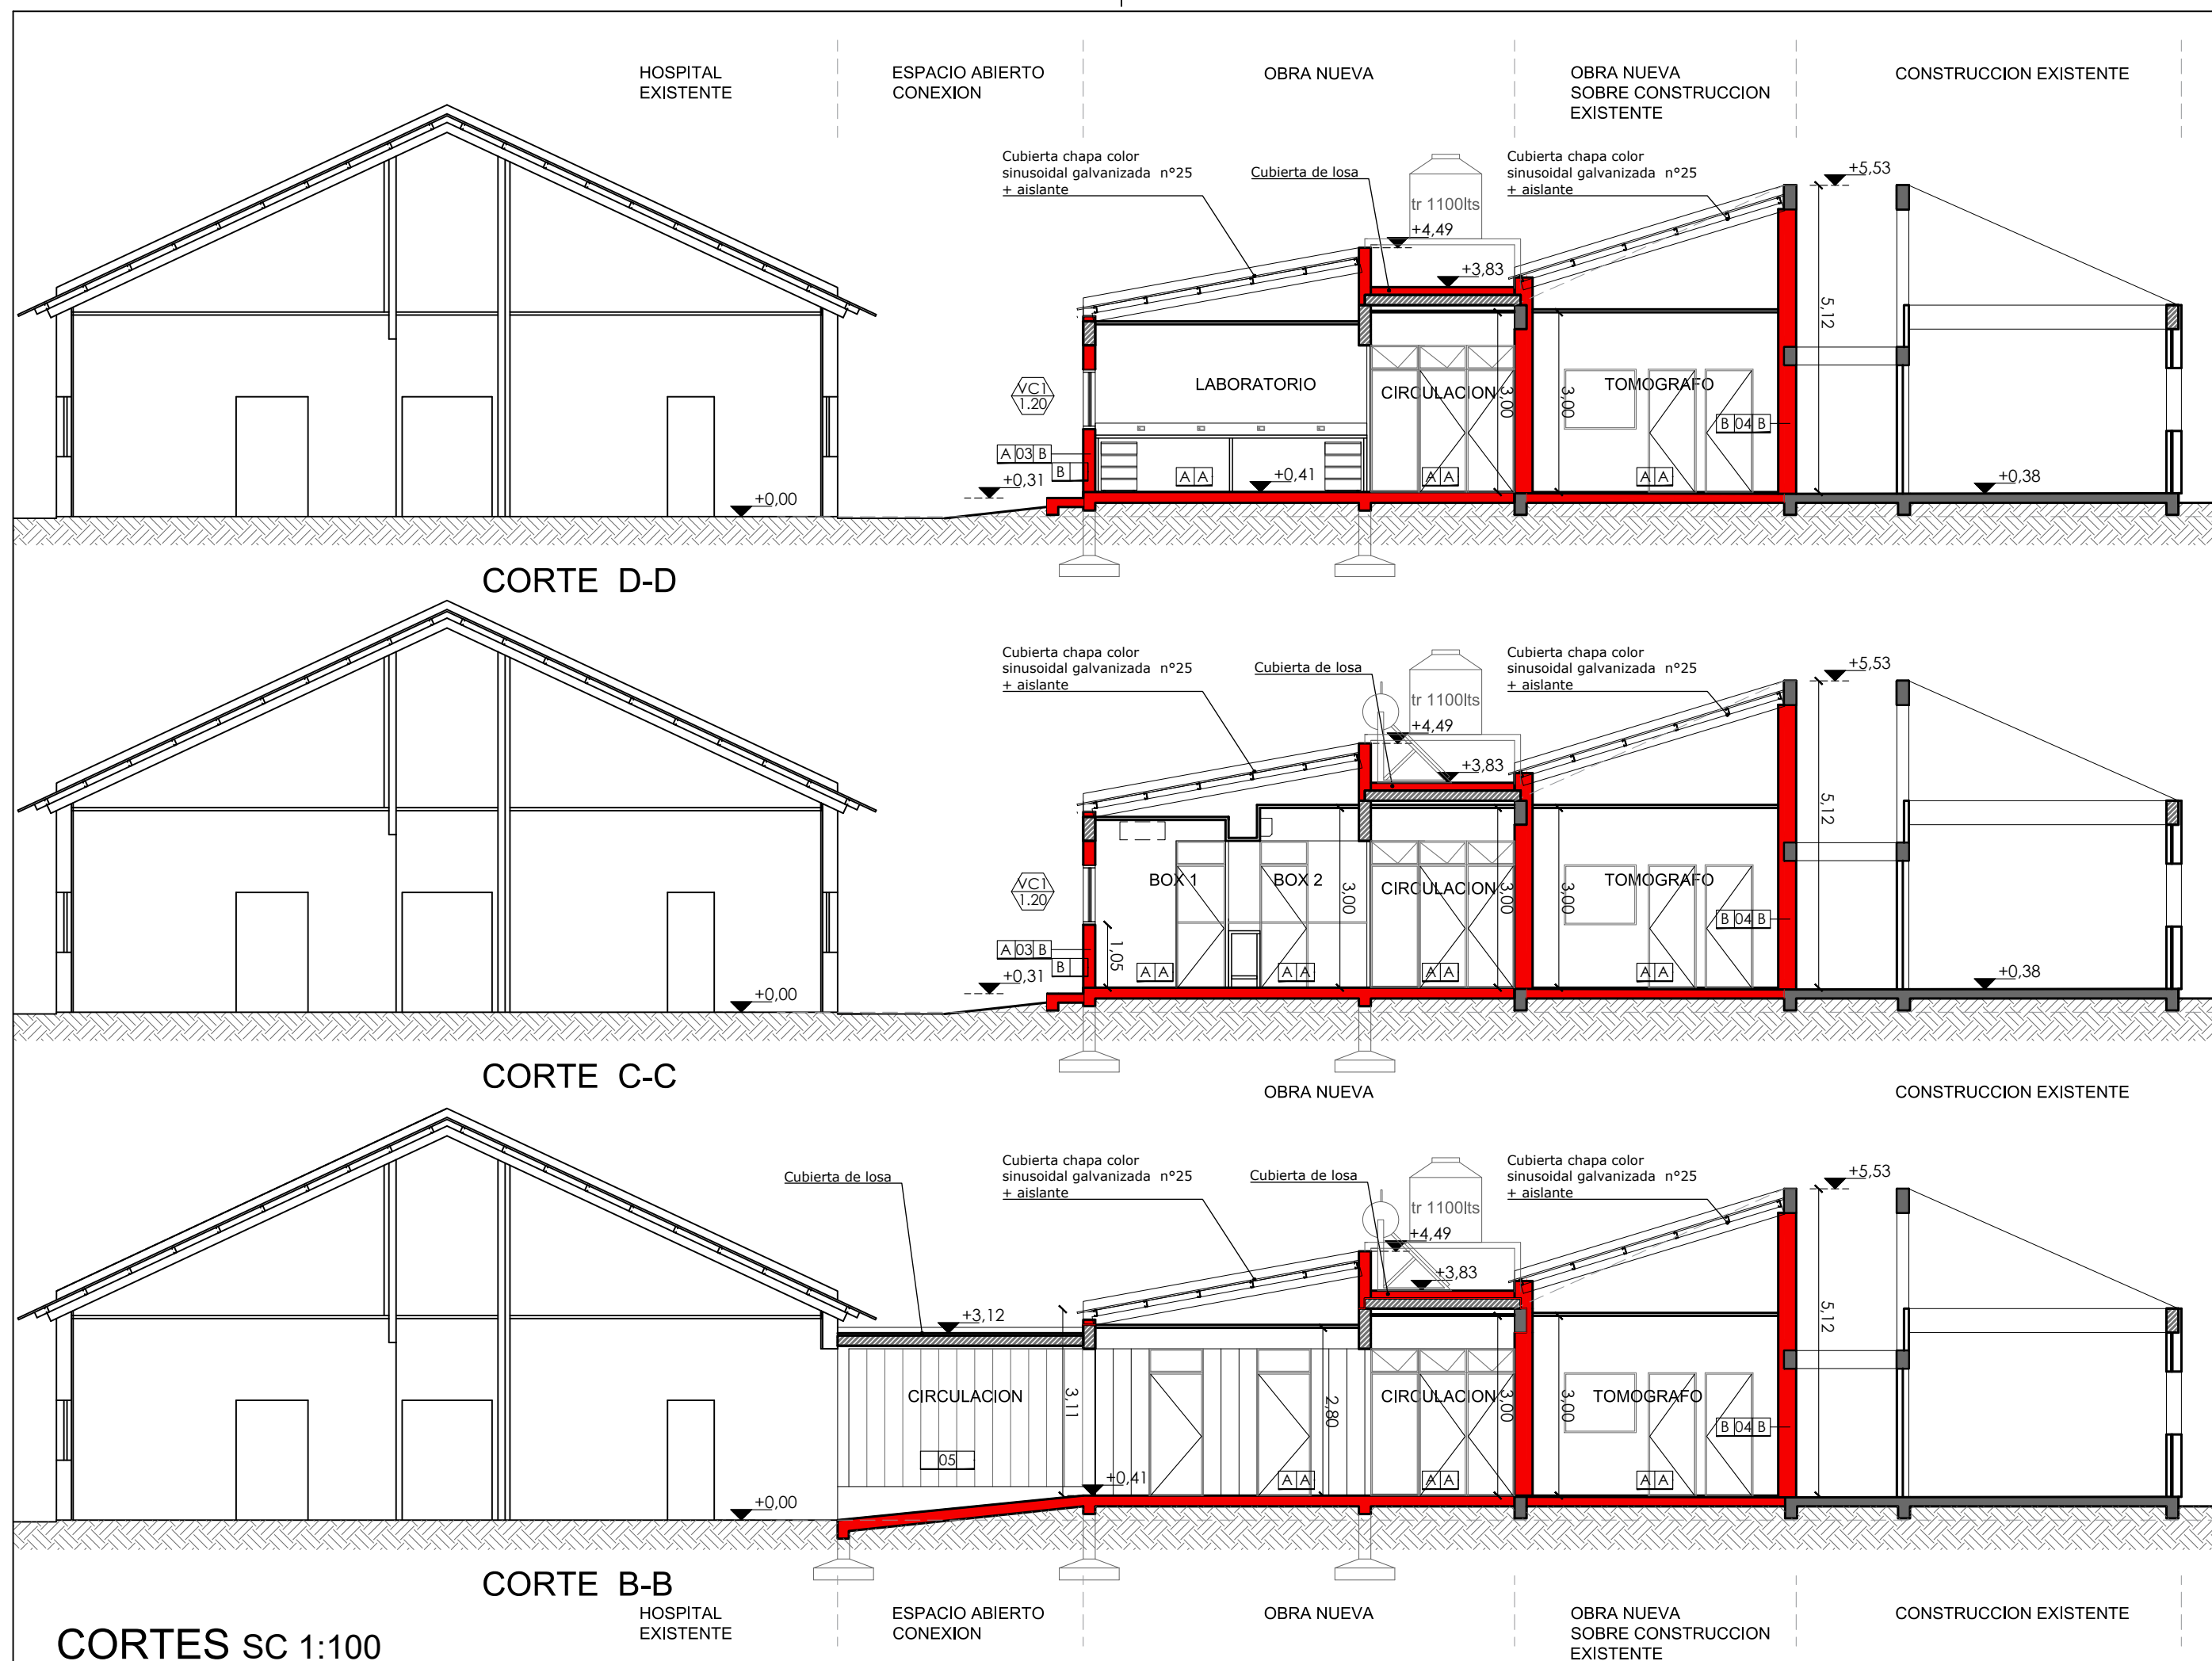 HOSPITAL
EXISTENTE
ESPACIO ABIERTO
CONEXION
OBRA NUEVA
OBRA NUEVA
SOBRE CONSTRUCCION
EXISTENTE
CONSTRUCCION EXISTENTE
Cubierta chapa color
sinusoidal galvanizada n°25
+ aislante
Cubierta de losa
tr 1100lts
+4,49
+3,83
Cubierta chapa color
sinusoidal galvanizada n°25
+ aislante
+5,53
5,12
VC1
1.20
LABORATORIO
CIRCULACION
3,00
3,00
TOMOGRAFO
B 04 B
A 03 B
B
+0,31
A A
+0,41
A A
A A
+0,38
+0,00
CORTE D-D
Cubierta chapa color
sinusoidal galvanizada n°25
+ aislante
Cubierta de losa
tr 1100lts
+4,49
+3,83
Cubierta chapa color
sinusoidal galvanizada n°25
+ aislante
+5,53
5,12
VC1
1.20
BOX 1
BOX 2
3,00
CIRCULACION
3,00
3,00
TOMOGRAFO
B 04 B
A 03 B
B
1,05
+0,31
A A
A A
A A
A A
+0,38
+0,00
CORTE C-C
OBRA NUEVA
CONSTRUCCION EXISTENTE
Cubierta de losa
Cubierta chapa color
sinusoidal galvanizada n°25
+ aislante
Cubierta de losa
tr 1100lts
+4,49
+3,83
Cubierta chapa color
sinusoidal galvanizada n°25
+ aislante
+5,53
5,12
+3,12
CIRCULACION
3,11
2,80
CIRCULACION
3,00
3,00
TOMOGRAFO
B 04 B
05
+0,41
A A
A A
A A
+0,00
CORTE B-B
HOSPITAL
EXISTENTE
ESPACIO ABIERTO
CONEXION
OBRA NUEVA
OBRA NUEVA
SOBRE CONSTRUCCION
EXISTENTE
CONSTRUCCION EXISTENTE
CORTES SC 1:100